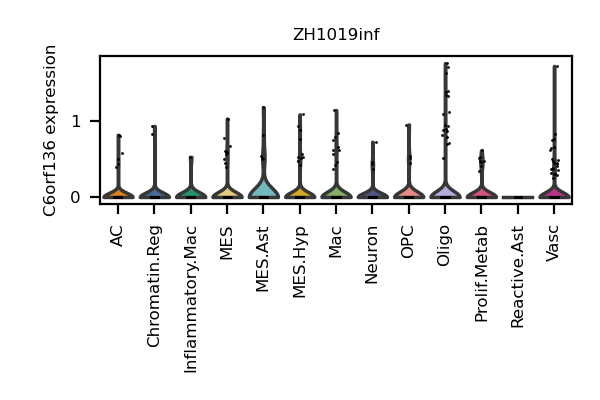 ZH1019inf
C6orf136 expression
1
0
AC
Chromatin.Reg
Inflammatory.Mac
MES
MES.Ast
MES.Hyp
Mac
Neuron
OPC
Oligo
Prolif.Metab
Reactive.Ast
Vasc